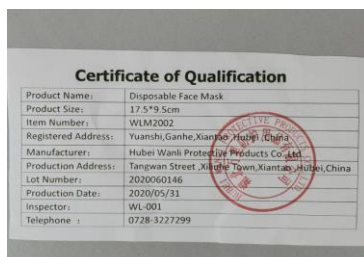 Certificate of Qualification
Product Name: Disposable Face Mask
Product Size: 17.5*9.5cm
Item Number: WLM2002
Registered Address: Yuanshi,Ganhe,Xiantao ,Hubei ,China
Manufacturer: Hubei Wanli Protective Products Co.,Ltd
Production Address: Tangwan Street ,Xiliuhe Town,Xiantao ,Hubei,China
Lot Number: 2020060146
Production Date: 2020/05/31
Inspector: WL-001
Telephone : 0728-3227299